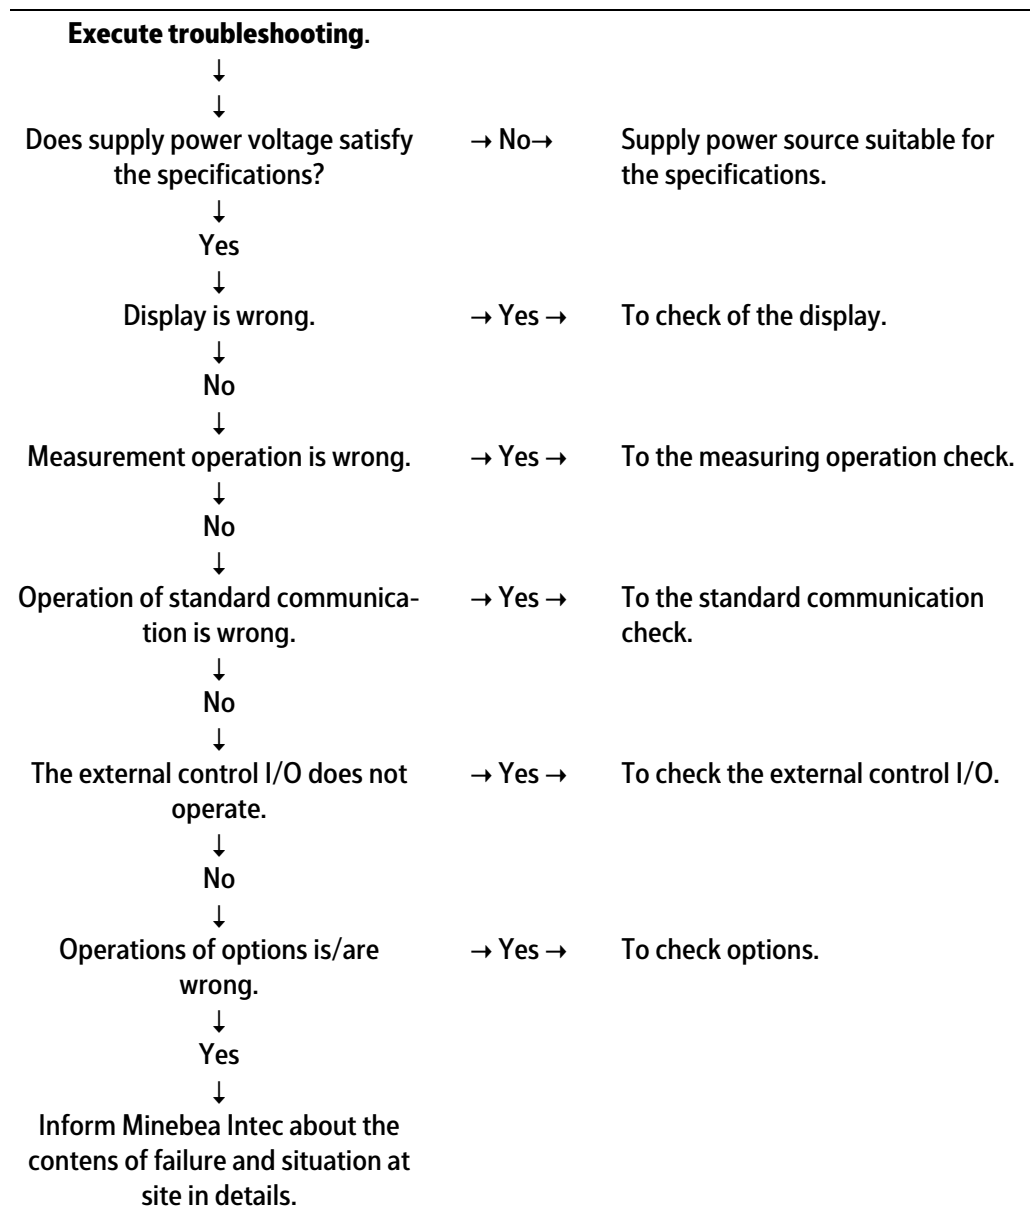 Execute troubleshooting.
↓
↓
Does supply power voltage satisfy → No→ Supply power source suitable for
the specifications? the specifications.
↓
Yes
↓
Display is wrong. → Yes → To check of the display.
↓
No
↓
Measurement operation is wrong. → Yes → To the measuring operation check.
↓
No
↓
Operation of standard communica- → Yes → To the standard communication
tion is wrong. check.
↓
No
↓
The external control I/O does not → Yes → To check the external control I/O.
operate.
↓
No
↓
Operations of options is/are → Yes → To check options.
wrong.
↓
Yes
↓
Inform Minebea Intec about the
contens of failure and situation at
site in details.